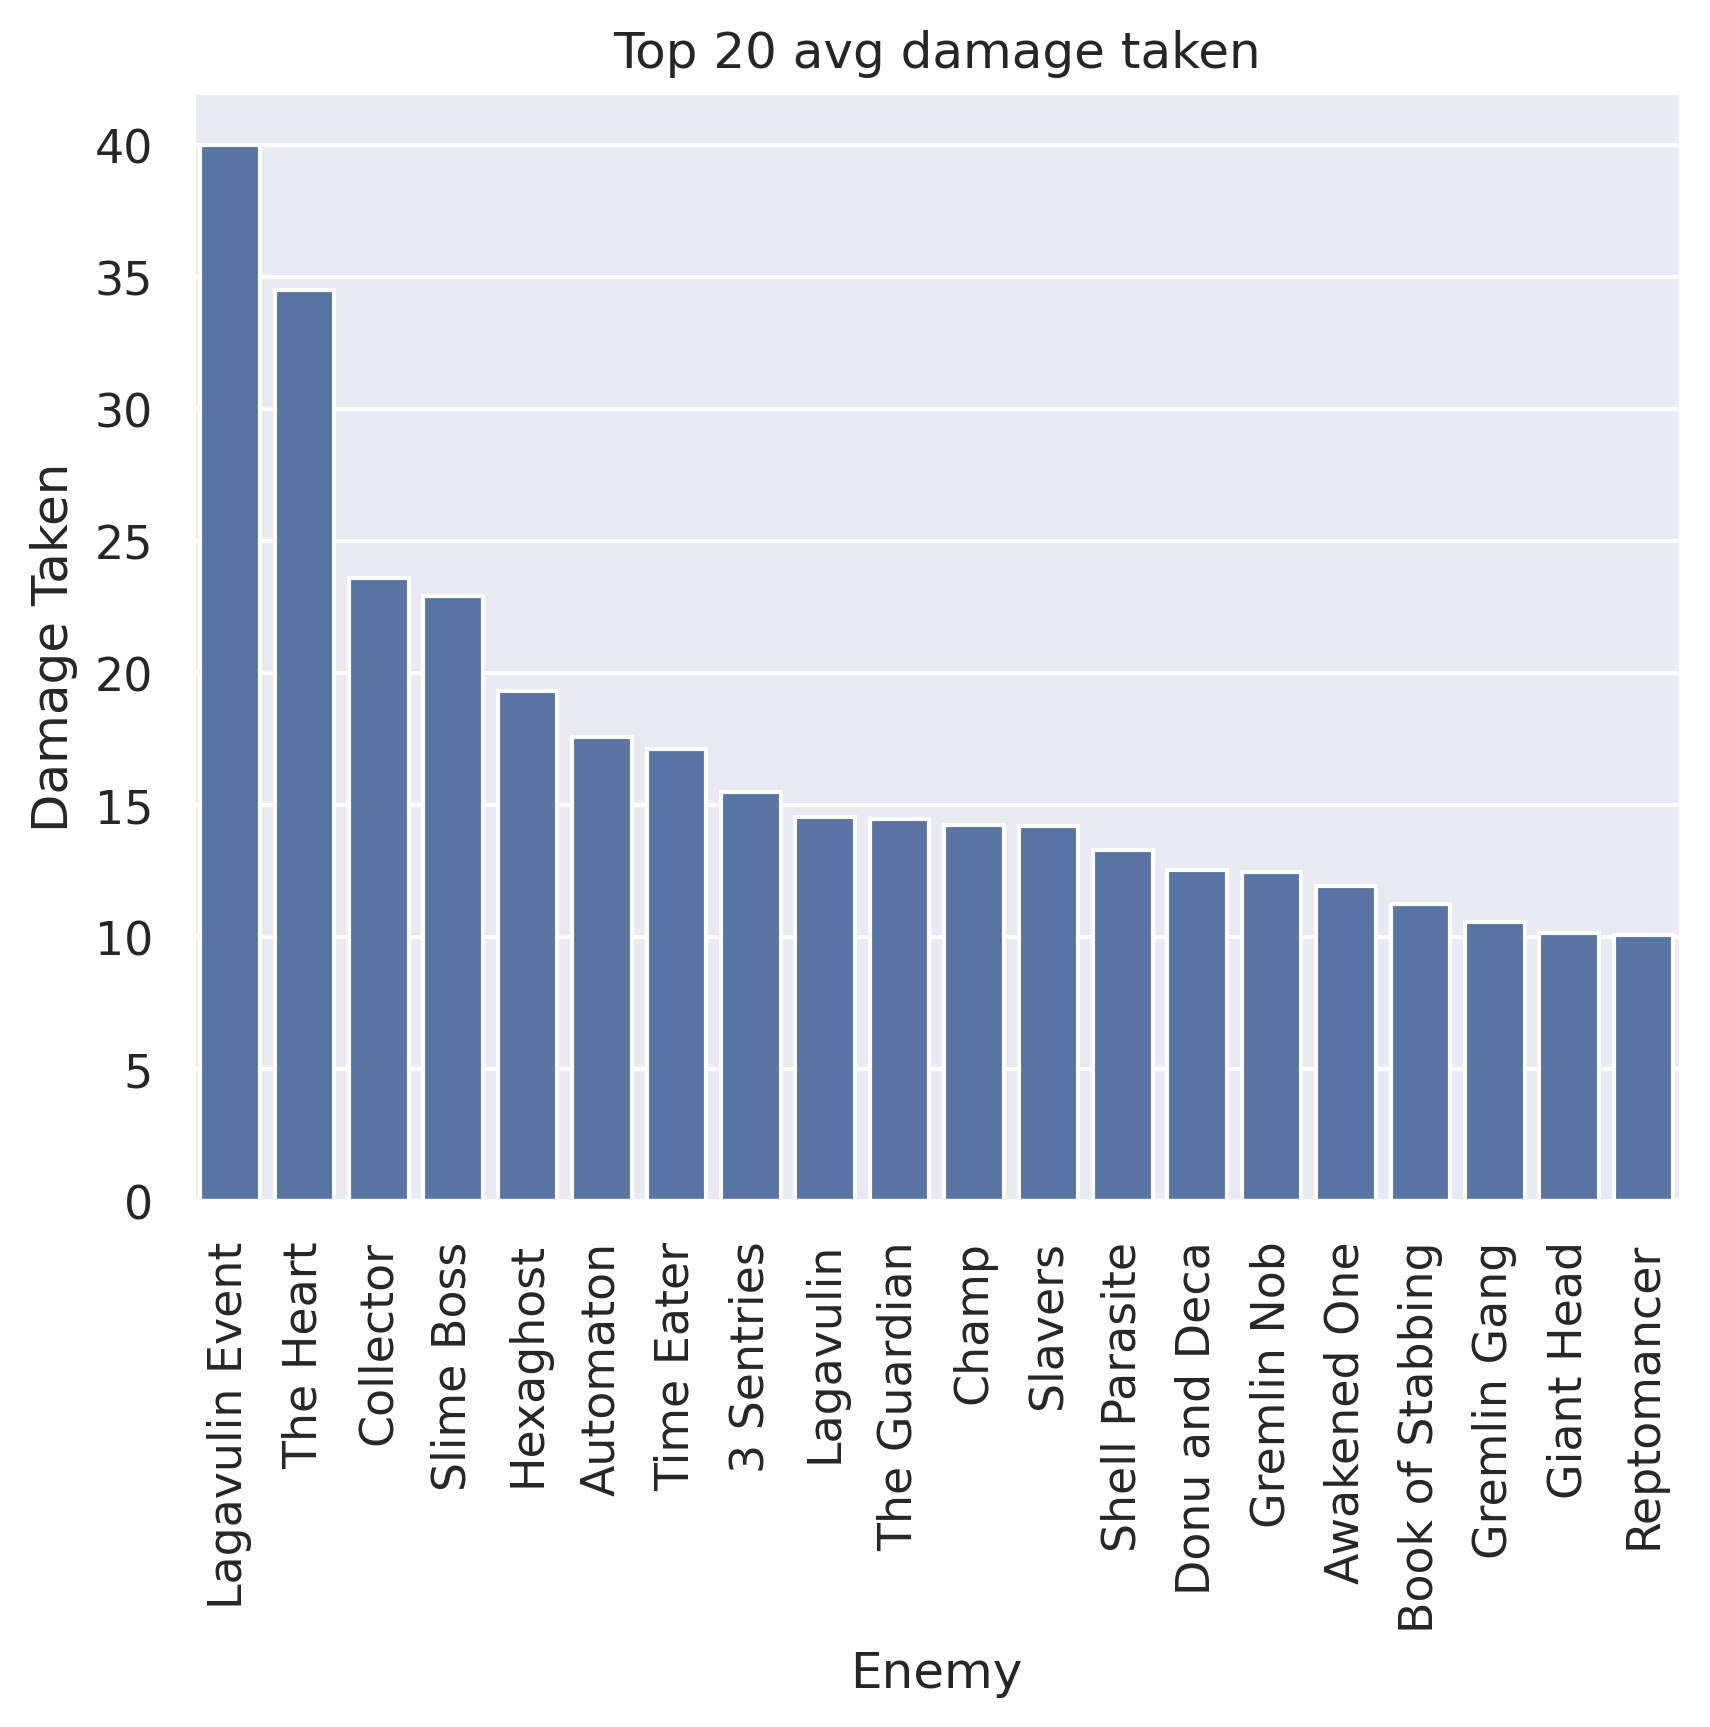 Top 20 avg damage taken
Damage Taken
40
35
30
25
20
15
10
5
0
Lagavulin Event
The Heart
Collector
Slime Boss
Hexaghost
Automaton
Time Eater
3 Sentries
Lagavulin
The Guardian
Champ
Slavers
Shell Parasite
Donu and Deca
Gremlin Nob
Awakened One
Book of Stabbing
Gremlin Gang
Giant Head
Reptomancer
Enemy